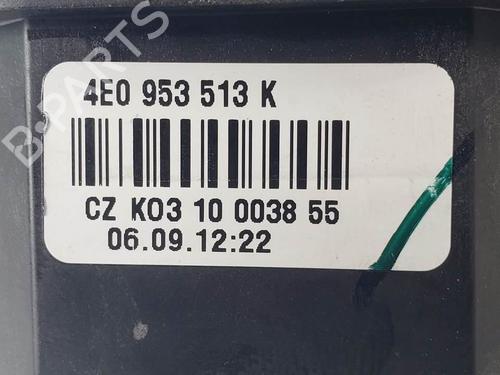 4E0 953 513 K
CZ KO3 10 0038 55
06.09.12:22
B-PARTS